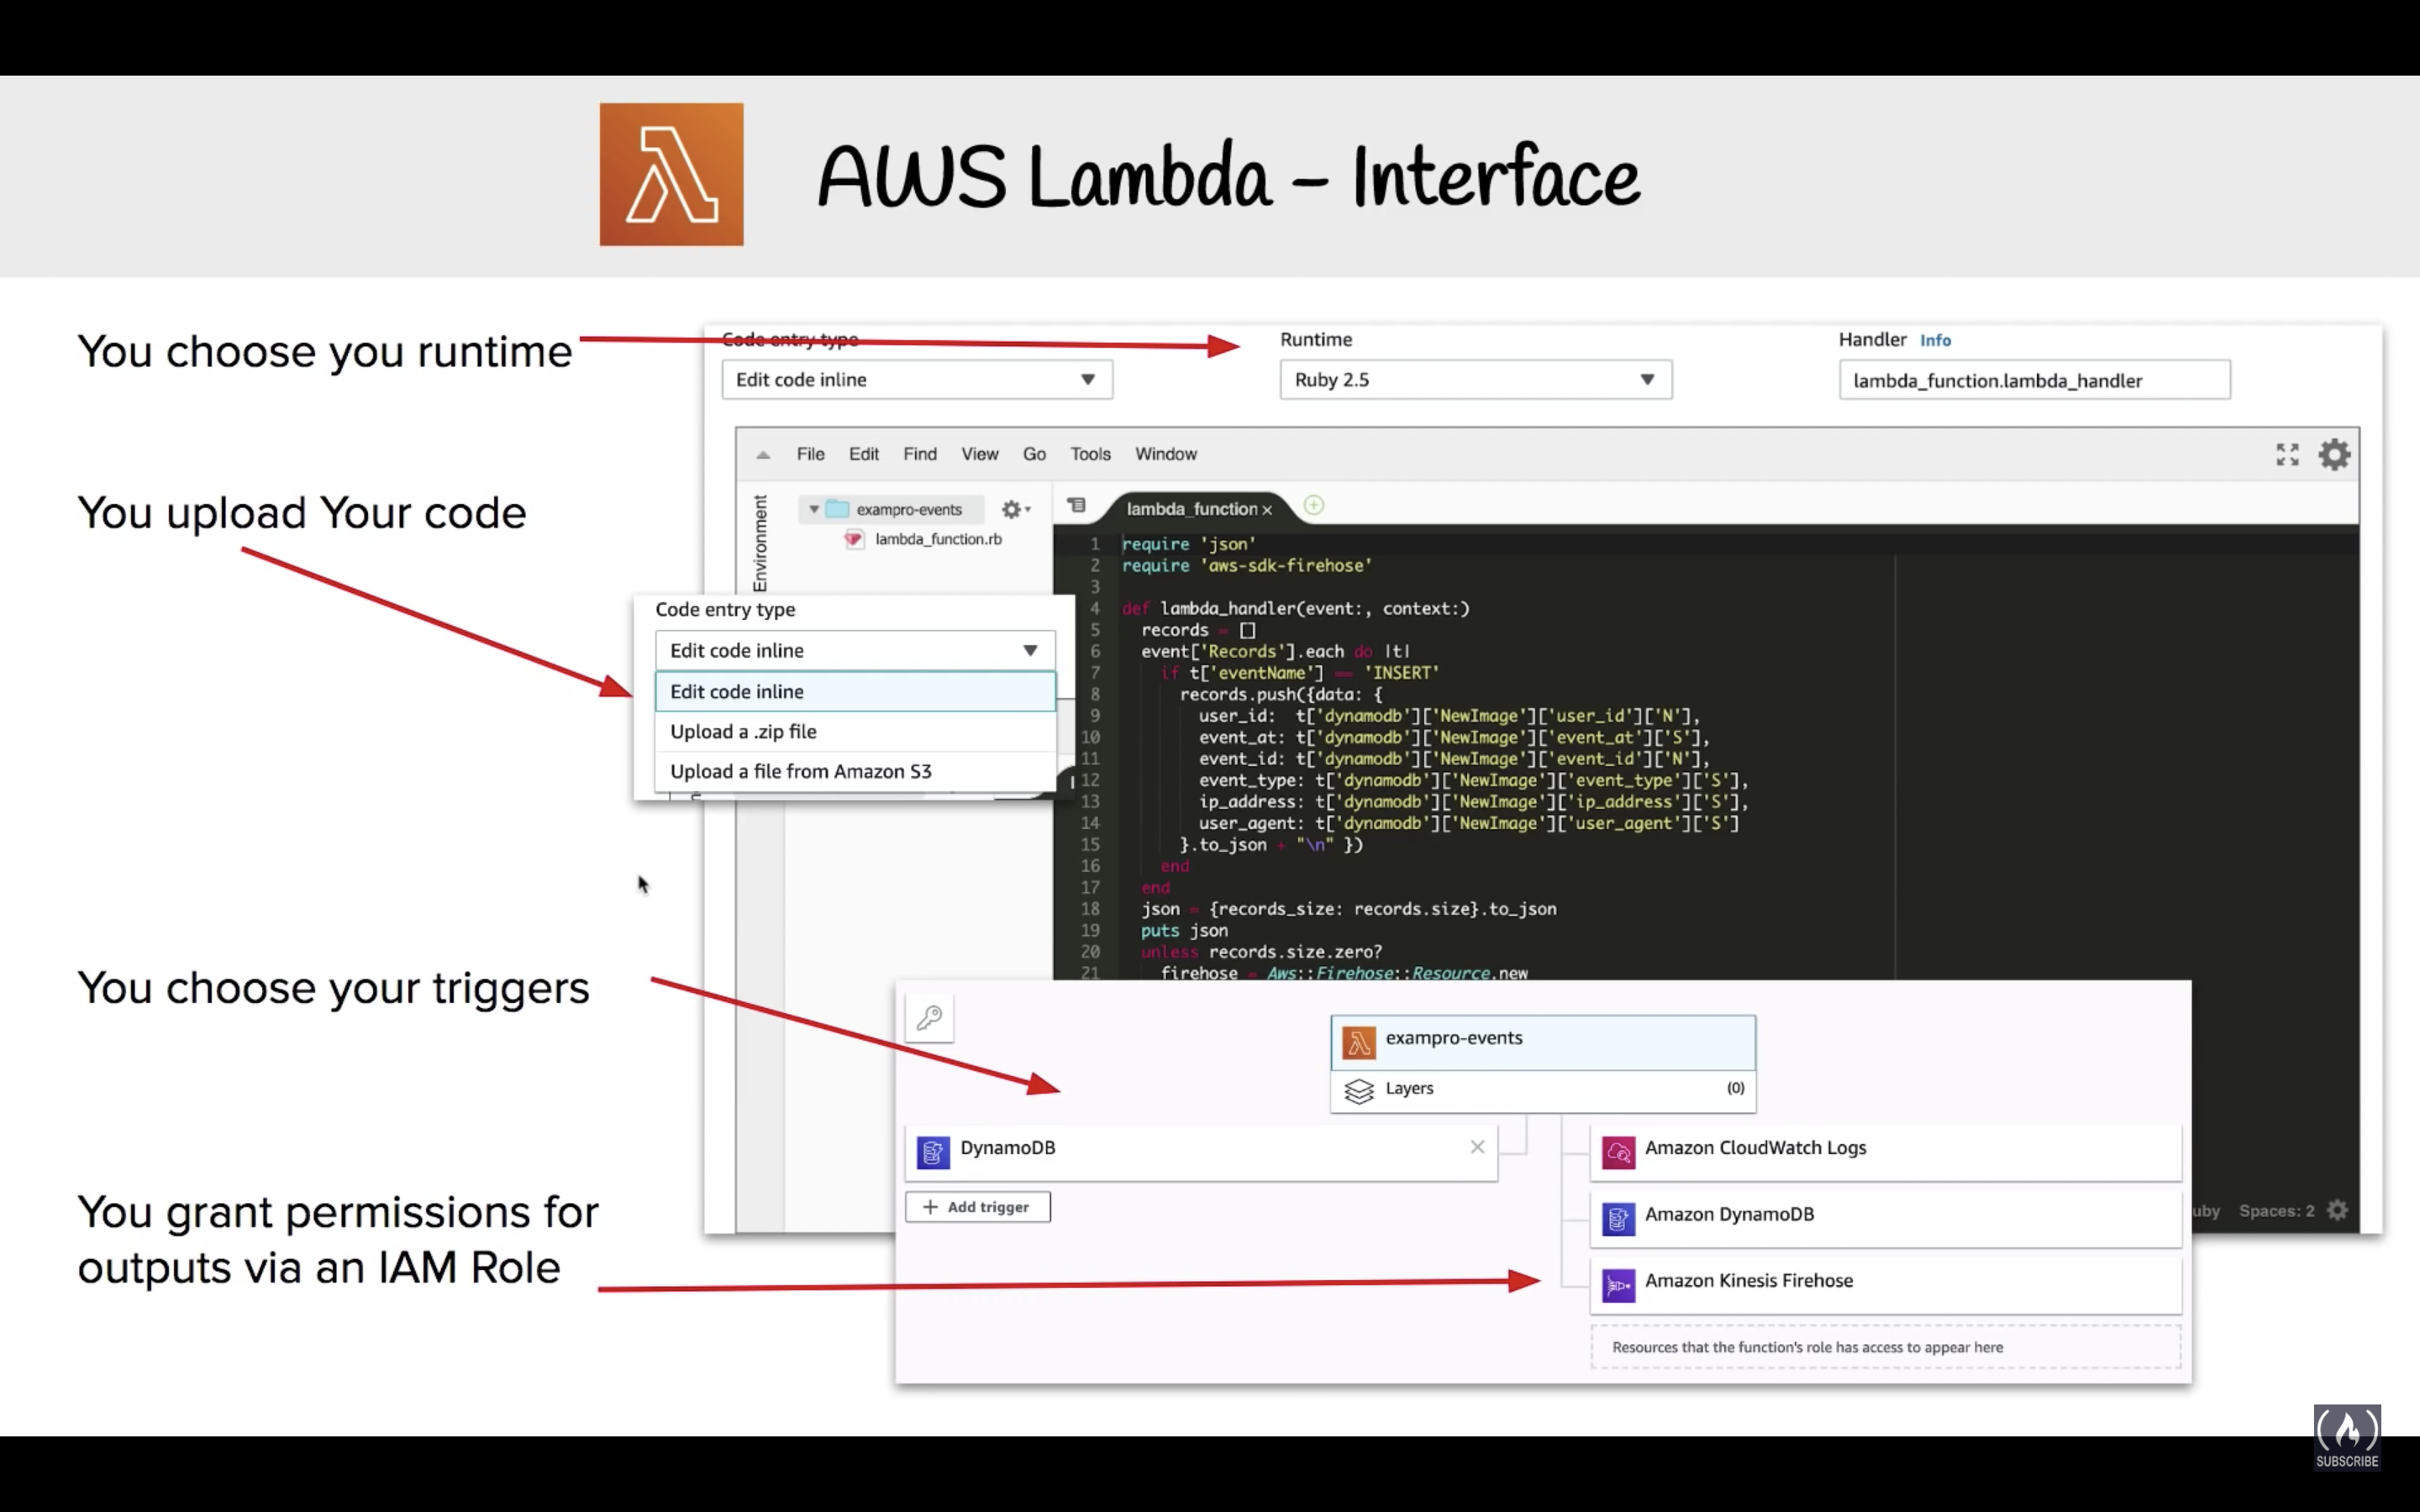 AWS Lambda – Interface
You choose you runtime
You upload Your code
You choose your triggers
You grant permissions for
outputs via an IAM Role
Code entry type
Edit code inline
Runtime
Ruby 2.5
Handler Info
lambda_function.lambda_handler
File Edit Find View Go Tools Window
Environment
exampro-events
lambda_function.rb
lambda_function ×
1 require 'json'
2 require 'aws-sdk-firehose'
3
4 def lambda_handler(event:, context:)
5 records = []
6 event['Records'].each do |t|
7 if t['eventName'] == 'INSERT'
8 records.push({data: {
9 user_id: t['dynamodb']['NewImage']['user_id']['N'],
10 event_at: t['dynamodb']['NewImage']['event_at']['S'],
11 event_id: t['dynamodb']['NewImage']['event_id']['N'],
12 event_type: t['dynamodb']['NewImage']['event_type']['S'],
13 ip_address: t['dynamodb']['NewImage']['ip_address']['S'],
14 user_agent: t['dynamodb']['NewImage']['user_agent']['S']
15 }.to_json + "\n" })
16 end
17 end
18 json = {records_size: records.size}.to_json
19 puts json
20 unless records.size.zero?
21 firehose = Aws::Firehose::Resource.new
Code entry type
Edit code inline
Edit code inline
Upload a .zip file
Upload a file from Amazon S3
exampro-events
Layers (0)
DynamoDB
+ Add trigger
Amazon CloudWatch Logs
Amazon DynamoDB
Amazon Kinesis Firehose
Resources that the function's role has access to appear here
uby Spaces: 2
SUBSCRIBE